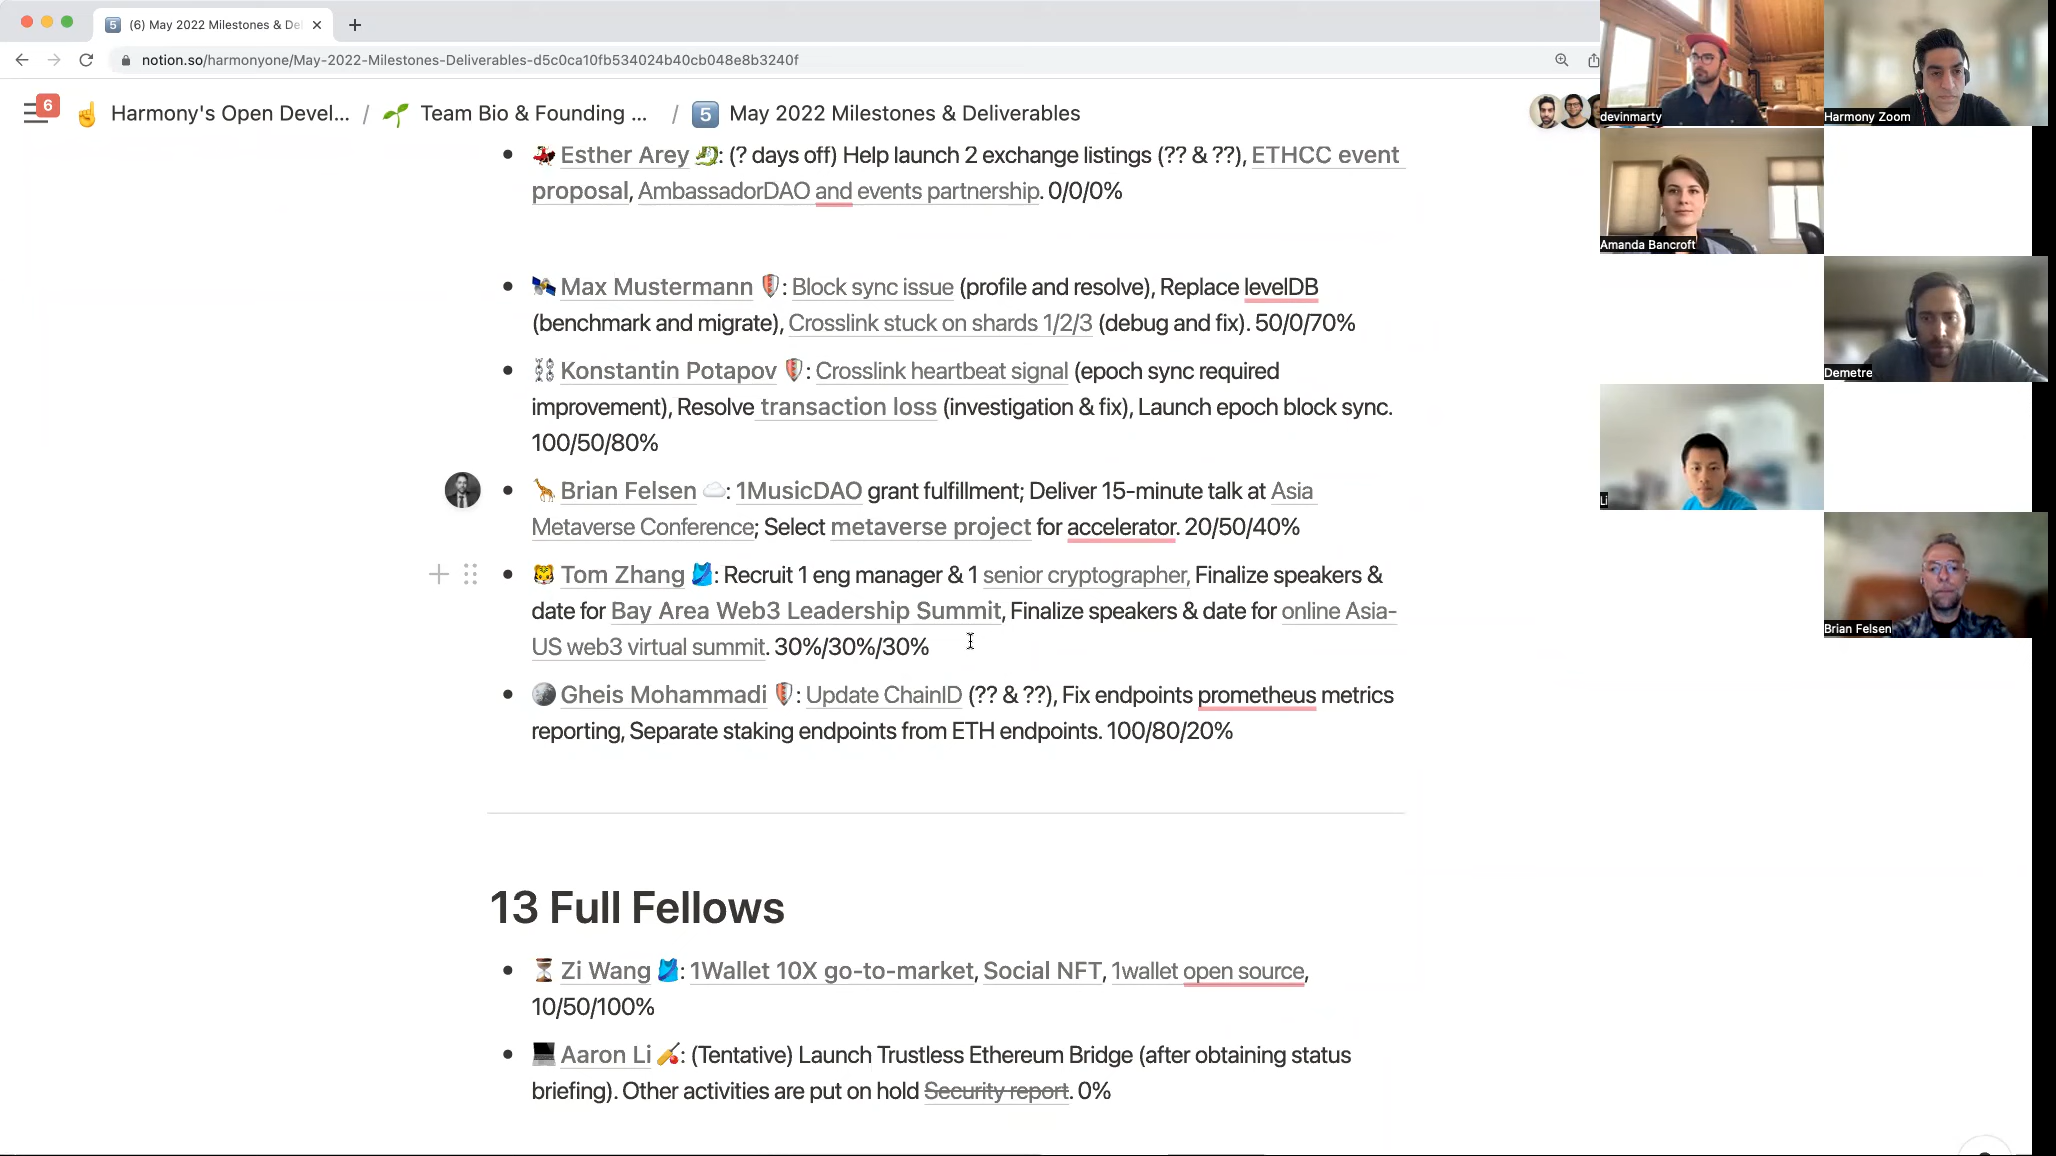 (6) May 2022 Milestones & De
notion.so/harmonyone/May-2022-Milestones-Deliverables-d5c0ca10fb534024b40cb048e8b3240f
6
Harmony's Open Devel... / Team Bio & Founding ... / 5 May 2022 Milestones & Deliverables
Esther Arey : (? days off) Help launch 2 exchange listings (?? & ??), ETHCC event
proposal, AmbassadorDAO and events partnership. 0/0/0%
Max Mustermann : Block sync issue (profile and resolve), Replace levelDB
(benchmark and migrate), Crosslink stuck on shards 1/2/3 (debug and fix). 50/0/70%
Konstantin Potapov : Crosslink heartbeat signal (epoch sync required
improvement), Resolve transaction loss (investigation & fix), Launch epoch block sync.
100/50/80%
Brian Felsen : 1MusicDAO grant fulfillment; Deliver 15-minute talk at Asia
Metaverse Conference; Select metaverse project for accelerator. 20/50/40%
Tom Zhang : Recruit 1 eng manager & 1 senior cryptographer, Finalize speakers &
date for Bay Area Web3 Leadership Summit, Finalize speakers & date for online Asia-
US web3 virtual summit. 30%/30%/30%
Gheis Mohammadi : Update ChainID (?? & ??), Fix endpoints prometheus metrics
reporting, Separate staking endpoints from ETH endpoints. 100/80/20%
13 Full Fellows
Zi Wang : 1Wallet 10X go-to-market, Social NFT, 1wallet open source,
10/50/100%
Aaron Li : (Tentative) Launch Trustless Ethereum Bridge (after obtaining status
briefing). Other activities are put on hold Security report. 0%
devinmarty
Harmony Zoom
Amanda Bancroft
Demetre
Li
Brian Felsen